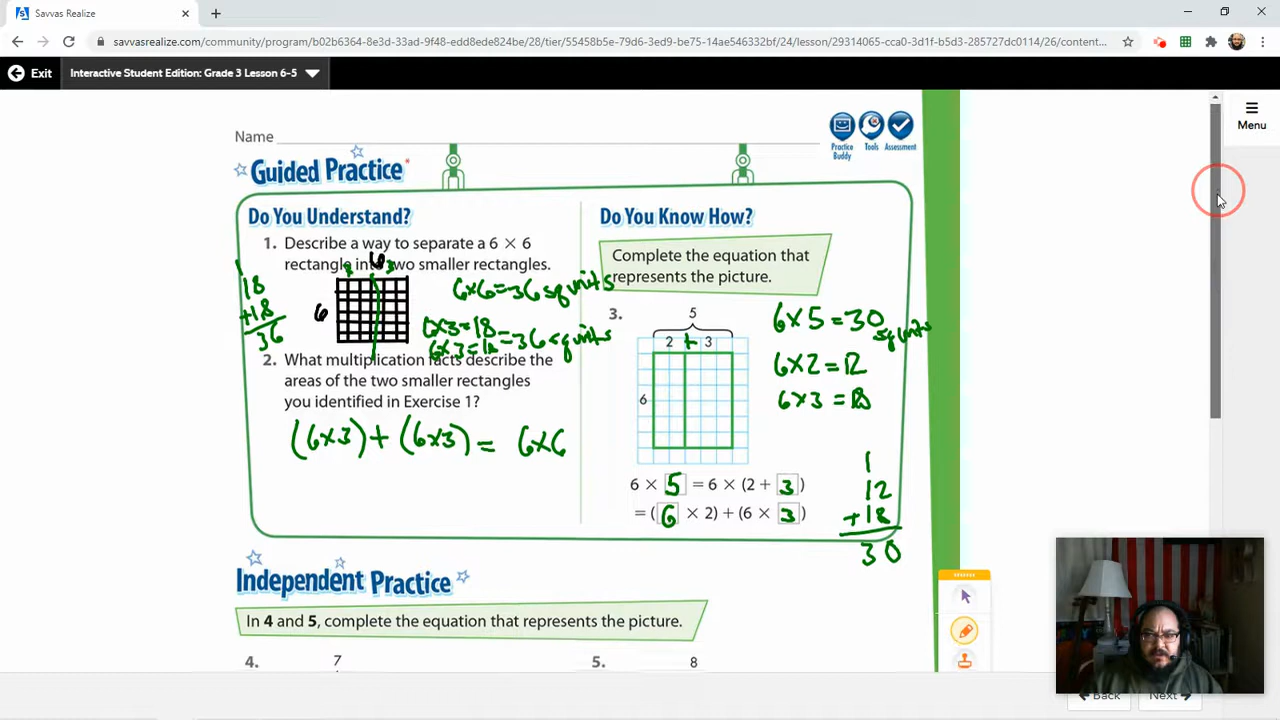 Savvas Realize
savvasrealize.com/community/program/b02b6364-8e3d-33ad-9f48-edd8ede824be/28/tier/55458b5e-79d6-3ed9-be75-14ae546332bf/24/lesson/29314065-cca0-3d1f-b5d3-285727dc0114/26/content...
Exit
Interactive Student Edition: Grade 3 Lesson 6-5
Menu
Name
Practice Buddy
Tools
Assessment
Guided Practice*
Do You Understand?
1. Describe a way to separate a 6 × 6
rectangle into two smaller rectangles.
6
3 3
6
1
18
+18
36
6×6=36 sq units
6×3=18
6×3=18 =36 sq units
2. What multiplication facts describe the
areas of the two smaller rectangles
you identified in Exercise 1?
(6×3)+(6×3)= 6×6
Do You Know How?
Complete the equation that
represents the picture.
3.
5
2 + 3
6
6×5=30
sq units
6×2=12
6×3=18
6 × 5 = 6 × (2 + 3)
= (6 × 2) + (6 × 3)
1
12
+18
30
Independent Practice
In 4 and 5, complete the equation that represents the picture.
4. 7
5. 8
Back
Next